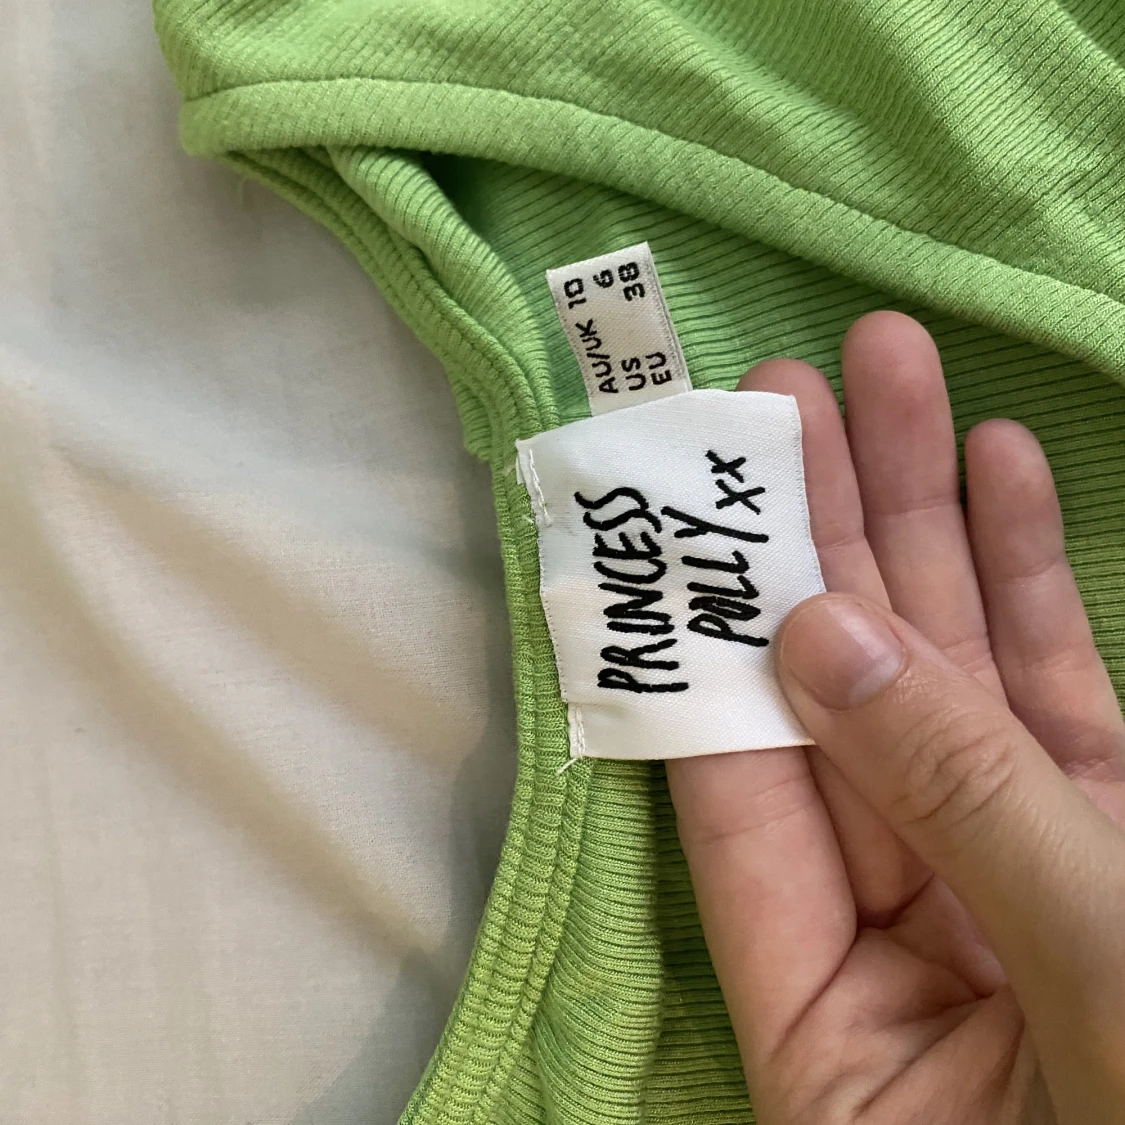 AU/UK 10
US 6
EU 38
PRINCESS
POLLY xx